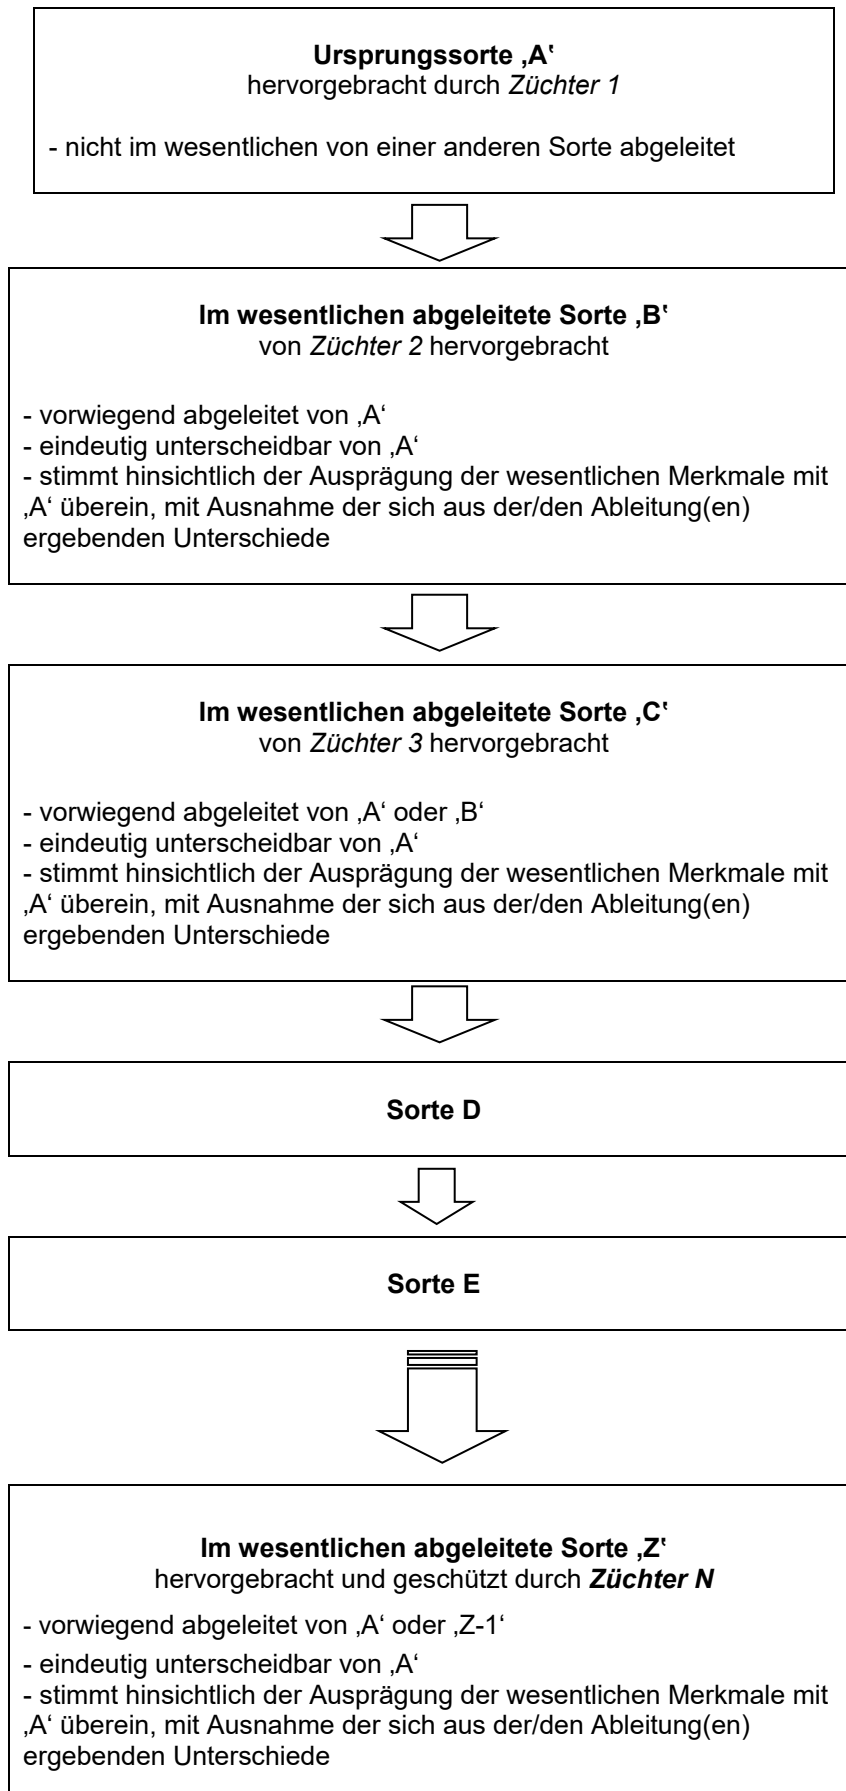 Ursprungssorte ‚A‛
hervorgebracht durch Züchter 1
- nicht im wesentlichen von einer anderen Sorte abgeleitet
Im wesentlichen abgeleitete Sorte ‚B‛
von Züchter 2 hervorgebracht
- vorwiegend abgeleitet von ‚A‘
- eindeutig unterscheidbar von ‚A‘
- stimmt hinsichtlich der Ausprägung der wesentlichen Merkmale mit
‚A‘ überein, mit Ausnahme der sich aus der/den Ableitung(en)
ergebenden Unterschiede
Im wesentlichen abgeleitete Sorte ‚C‛
von Züchter 3 hervorgebracht
- vorwiegend abgeleitet von ‚A‘ oder ‚B‘
- eindeutig unterscheidbar von ‚A‘
- stimmt hinsichtlich der Ausprägung der wesentlichen Merkmale mit
‚A‘ überein, mit Ausnahme der sich aus der/den Ableitung(en)
ergebenden Unterschiede
Sorte D
Sorte E
Im wesentlichen abgeleitete Sorte ‚Z‛
hervorgebracht und geschützt durch Züchter N
- vorwiegend abgeleitet von ‚A‘ oder ‚Z-1‘
- eindeutig unterscheidbar von ‚A‘
- stimmt hinsichtlich der Ausprägung der wesentlichen Merkmale mit
‚A‘ überein, mit Ausnahme der sich aus der/den Ableitung(en)
ergebenden Unterschiede